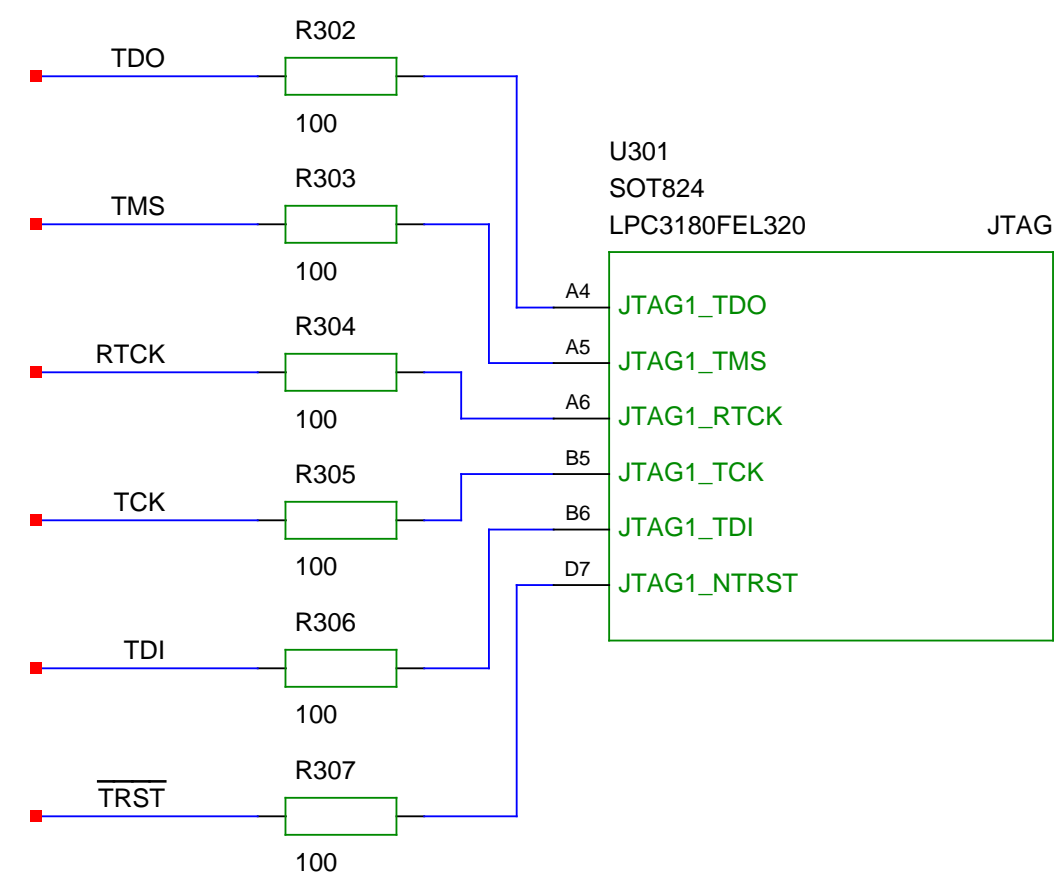 R302
TDO
100
R303
TMS
100
R304
RTCK
100
R305
TCK
100
R306
TDI
100
R307
TRST
100
U301
SOT824
LPC3180FEL320 JTAG
A4 JTAG1_TDO
A5 JTAG1_TMS
A6 JTAG1_RTCK
B5 JTAG1_TCK
B6 JTAG1_TDI
D7 JTAG1_NTRST